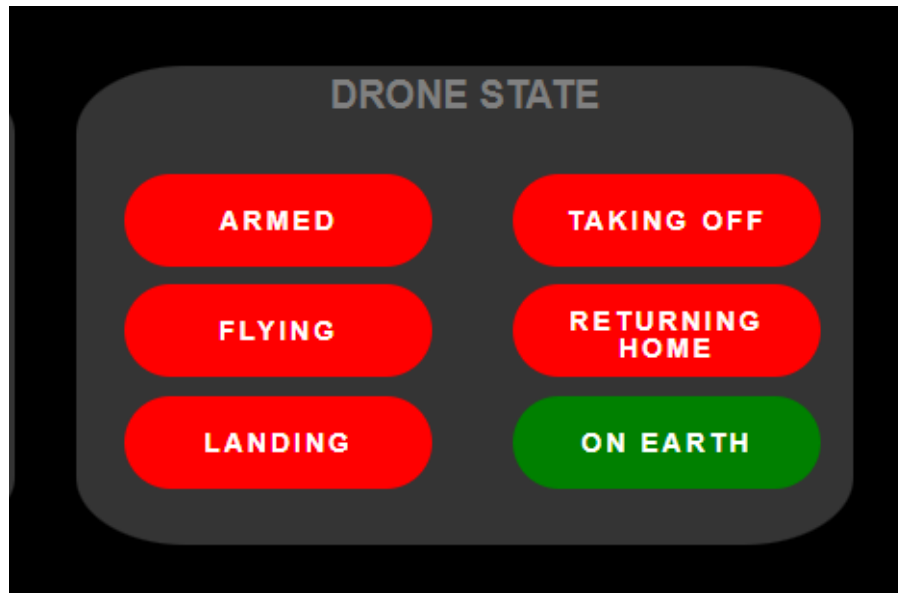 DRONE STATE
ARMED
TAKING OFF
FLYING
RETURNING
HOME
LANDING
ON EARTH